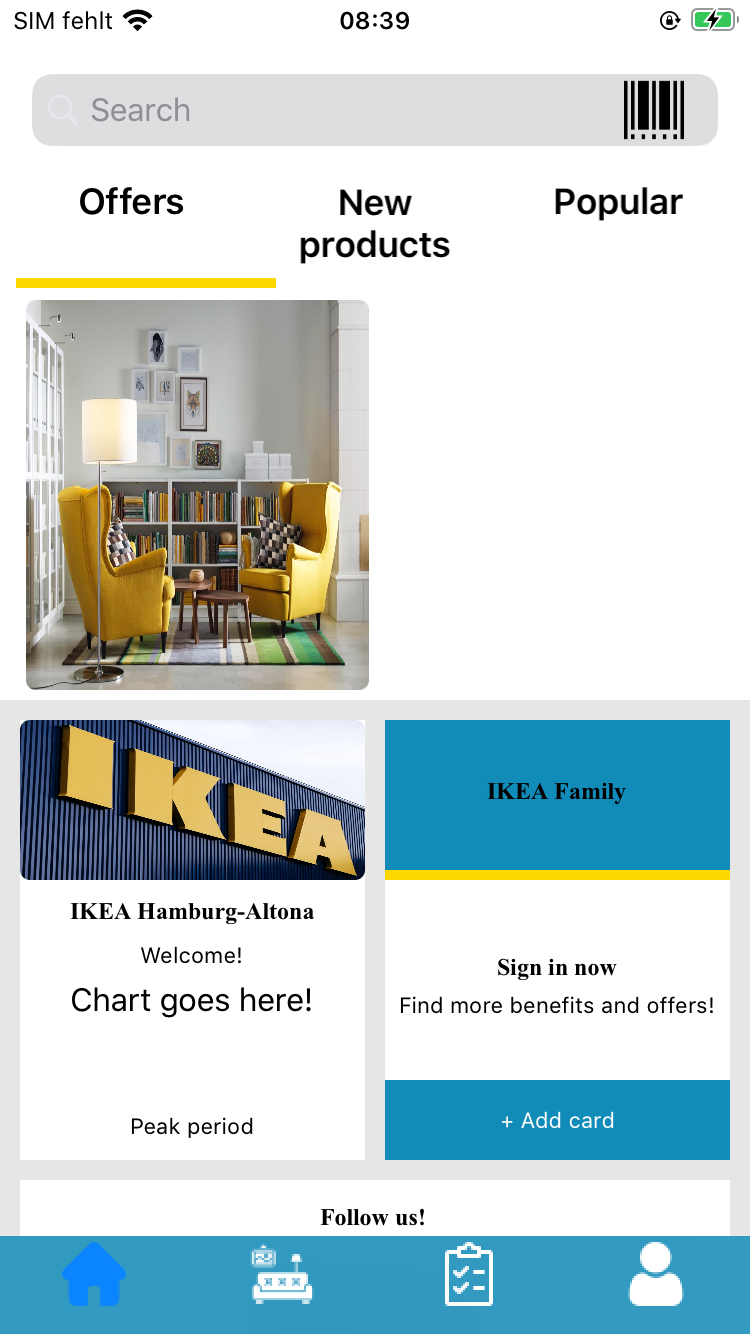 SIM fehlt
08:39
Search
Offers
New
products
Popular
IKEA
IKEA Hamburg-Altona
Welcome!
Chart goes here!
Peak period
IKEA Family
Sign in now
Find more benefits and offers!
+ Add card
Follow us!